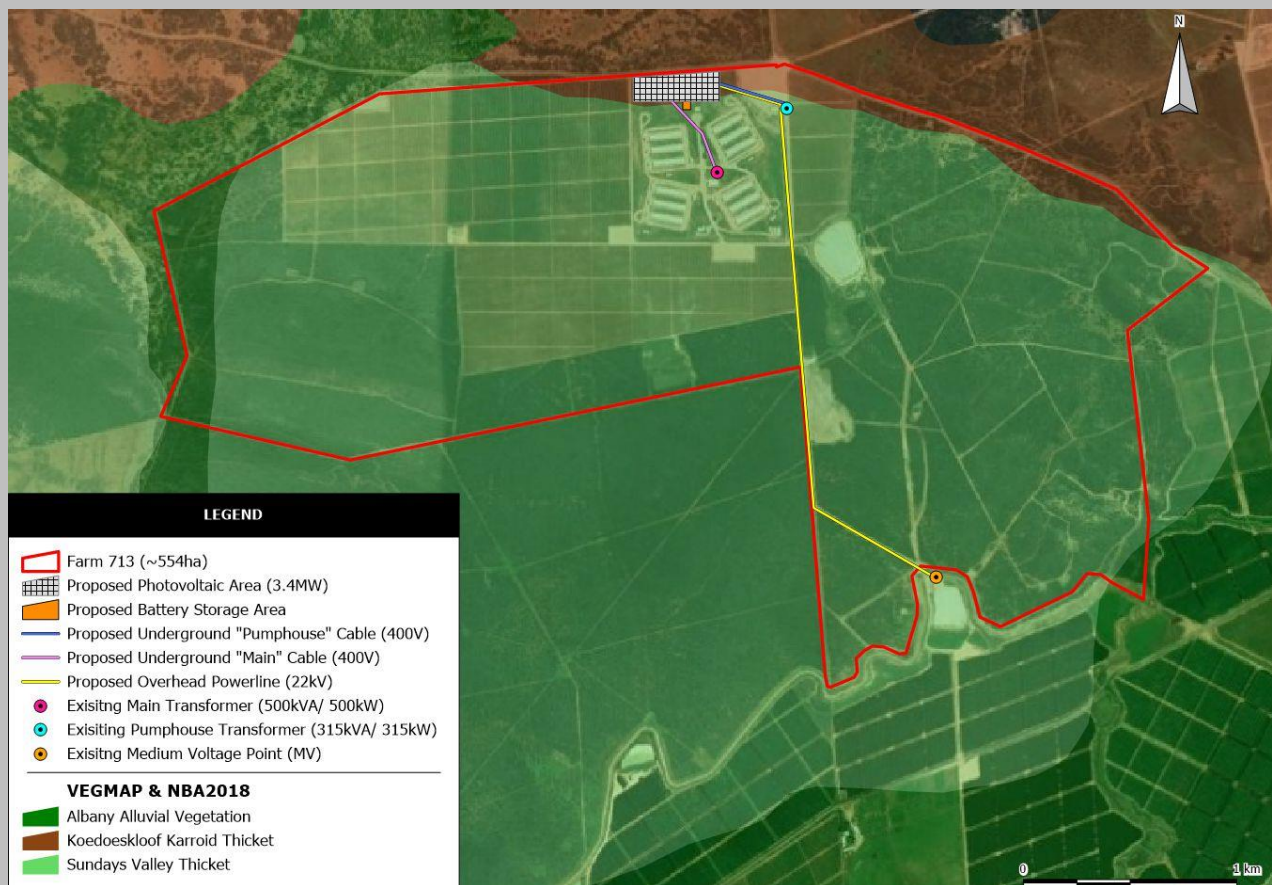 N
LEGEND
Farm 713 (~554ha)
Proposed Photovoltaic Area (3.4MW)
Proposed Battery Storage Area
Proposed Underground "Pumphouse" Cable (400V)
Proposed Underground "Main" Cable (400V)
Proposed Overhead Powerline (22kV)
Exisitng Main Transformer (500kVA/ 500kW)
Exisiting Pumphouse Transformer (315kVA/ 315kW)
Exisitng Medium Voltage Point (MV)
VEGMAP & NBA2018
Albany Alluvial Vegetation
Koedoeskloof Karroid Thicket
Sundays Valley Thicket
0 1 km